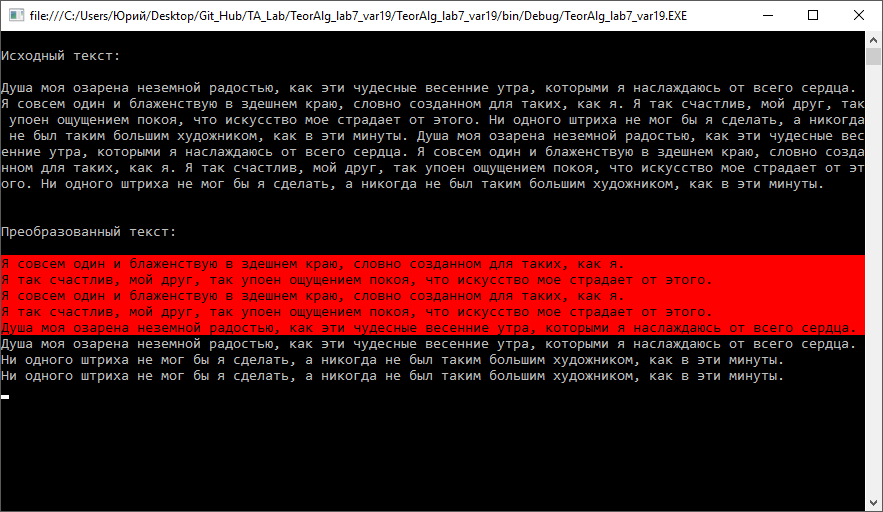 file:///C:/Users/Юрий/Desktop/Git_Hub/TA_Lab/TeorAlg_lab7_var19/TeorAlg_lab7_var19/bin/Debug/TeorAlg_lab7_var19.EXE
Исходный текст:
Душа моя озарена неземной радостью, как эти чудесные весенние утра, которыми я наслаждаюсь от всего сердца.
Я совсем один и блаженствую в здешнем краю, словно созданном для таких, как я. Я так счастлив, мой друг, так
упоен ощущением покоя, что искусство мое страдает от этого. Ни одного штриха не мог бы я сделать, а никогда
не был таким большим художником, как в эти минуты. Душа моя озарена неземной радостью, как эти чудесные вес
енние утра, которыми я наслаждаюсь от всего сердца. Я совсем один и блаженствую в здешнем краю, словно созда
нном для таких, как я. Я так счастлив, мой друг, так упоен ощущением покоя, что искусство мое страдает от эт
ого. Ни одного штриха не мог бы я сделать, а никогда не был таким большим художником, как в эти минуты.
Преобразованный текст:
Я совсем один и блаженствую в здешнем краю, словно созданном для таких, как я.
Я так счастлив, мой друг, так упоен ощущением покоя, что искусство мое страдает от этого.
Я совсем один и блаженствую в здешнем краю, словно созданном для таких, как я.
Я так счастлив, мой друг, так упоен ощущением покоя, что искусство мое страдает от этого.
Душа моя озарена неземной радостью, как эти чудесные весенние утра, которыми я наслаждаюсь от всего сердца.
Душа моя озарена неземной радостью, как эти чудесные весенние утра, которыми я наслаждаюсь от всего сердца.
Ни одного штриха не мог бы я сделать, а никогда не был таким большим художником, как в эти минуты.
Ни одного штриха не мог бы я сделать, а никогда не был таким большим художником, как в эти минуты.